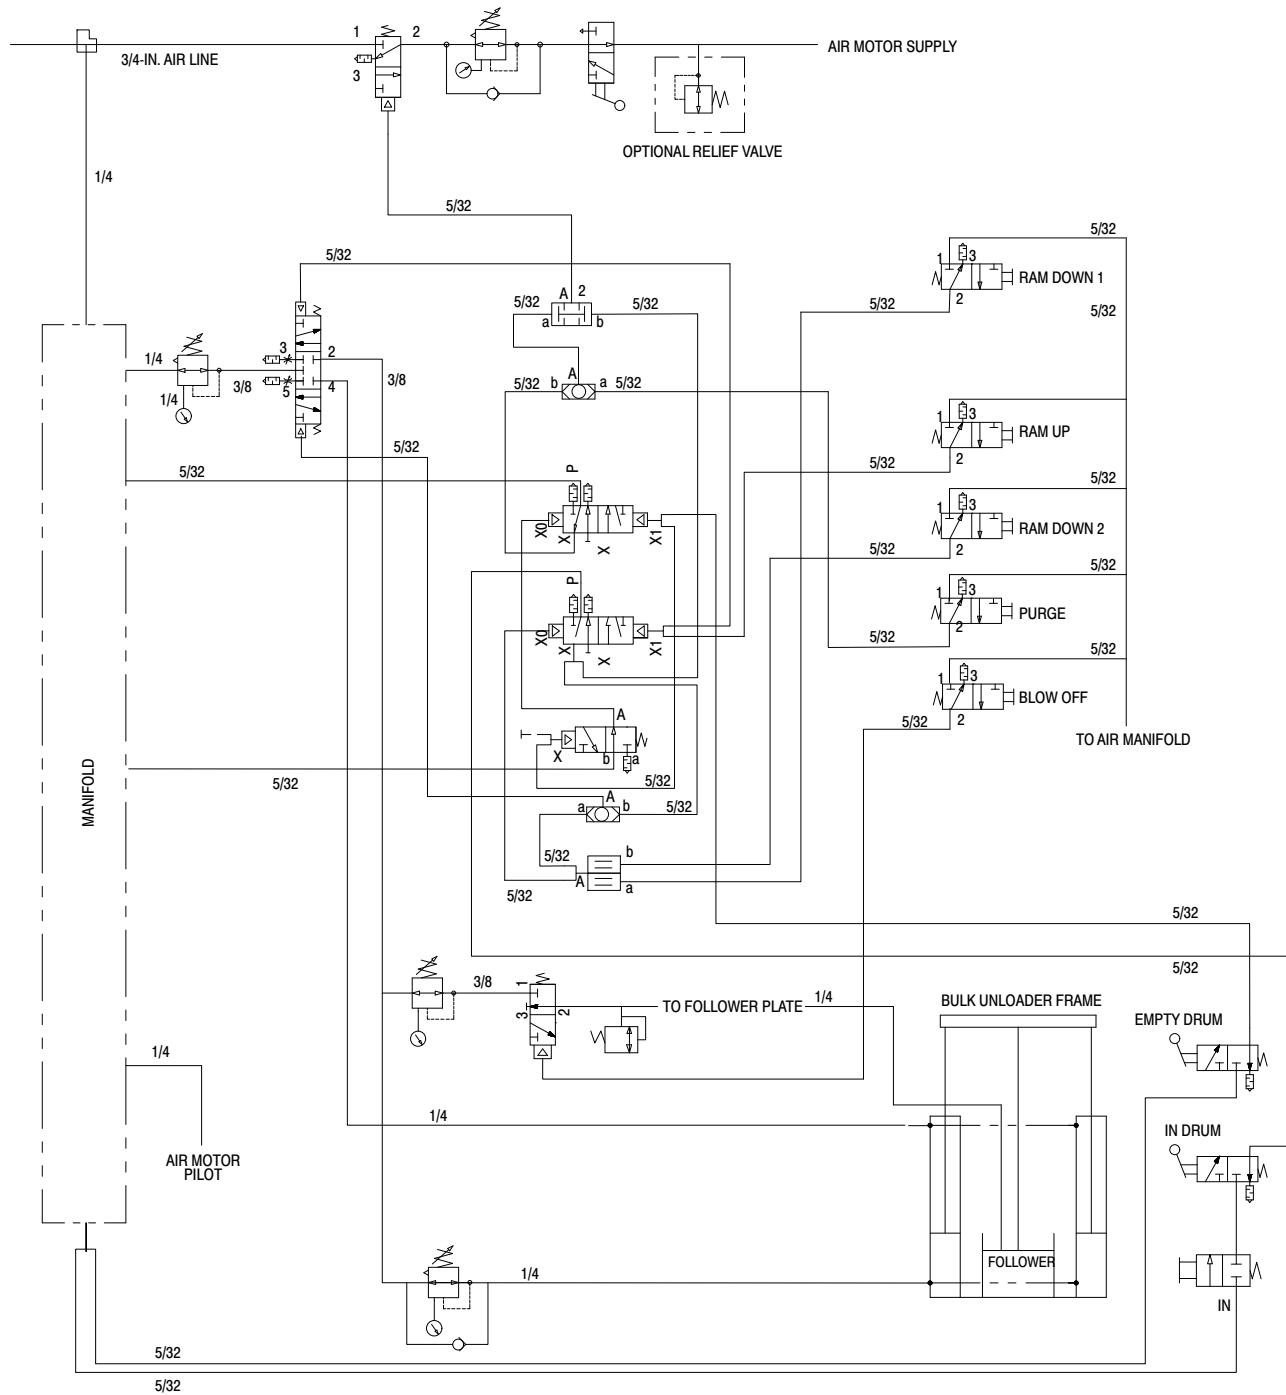 1
2
3
3/4-IN. AIR LINE
AIR MOTOR SUPPLY
OPTIONAL RELIEF VALVE
1/4
5/32
5/32
5/32
1
3
2
RAM DOWN 1
5/32
5/32
A
2
5/32
5/32
a
b
1/4
3/8
1/4
3
2
5
4
3/8
A
5/32
b
a
5/32
5/32
5/32
P
X0
X
X
X1
1
3
2
RAM UP
5/32
5/32
1
3
2
RAM DOWN 2
5/32
5/32
P
X0
X
X
X1
1
3
2
PURGE
5/32
5/32
1
3
2
BLOW OFF
5/32
TO AIR MANIFOLD
A
X
b
a
5/32
5/32
MANIFOLD
A
a
b
5/32
5/32
b
A
a
5/32
5/32
5/32
3/8
1
3
2
TO FOLLOWER PLATE
1/4
BULK UNLOADER FRAME
EMPTY DRUM
1/4
AIR MOTOR
PILOT
1/4
IN DRUM
FOLLOWER
1/4
IN
5/32
5/32